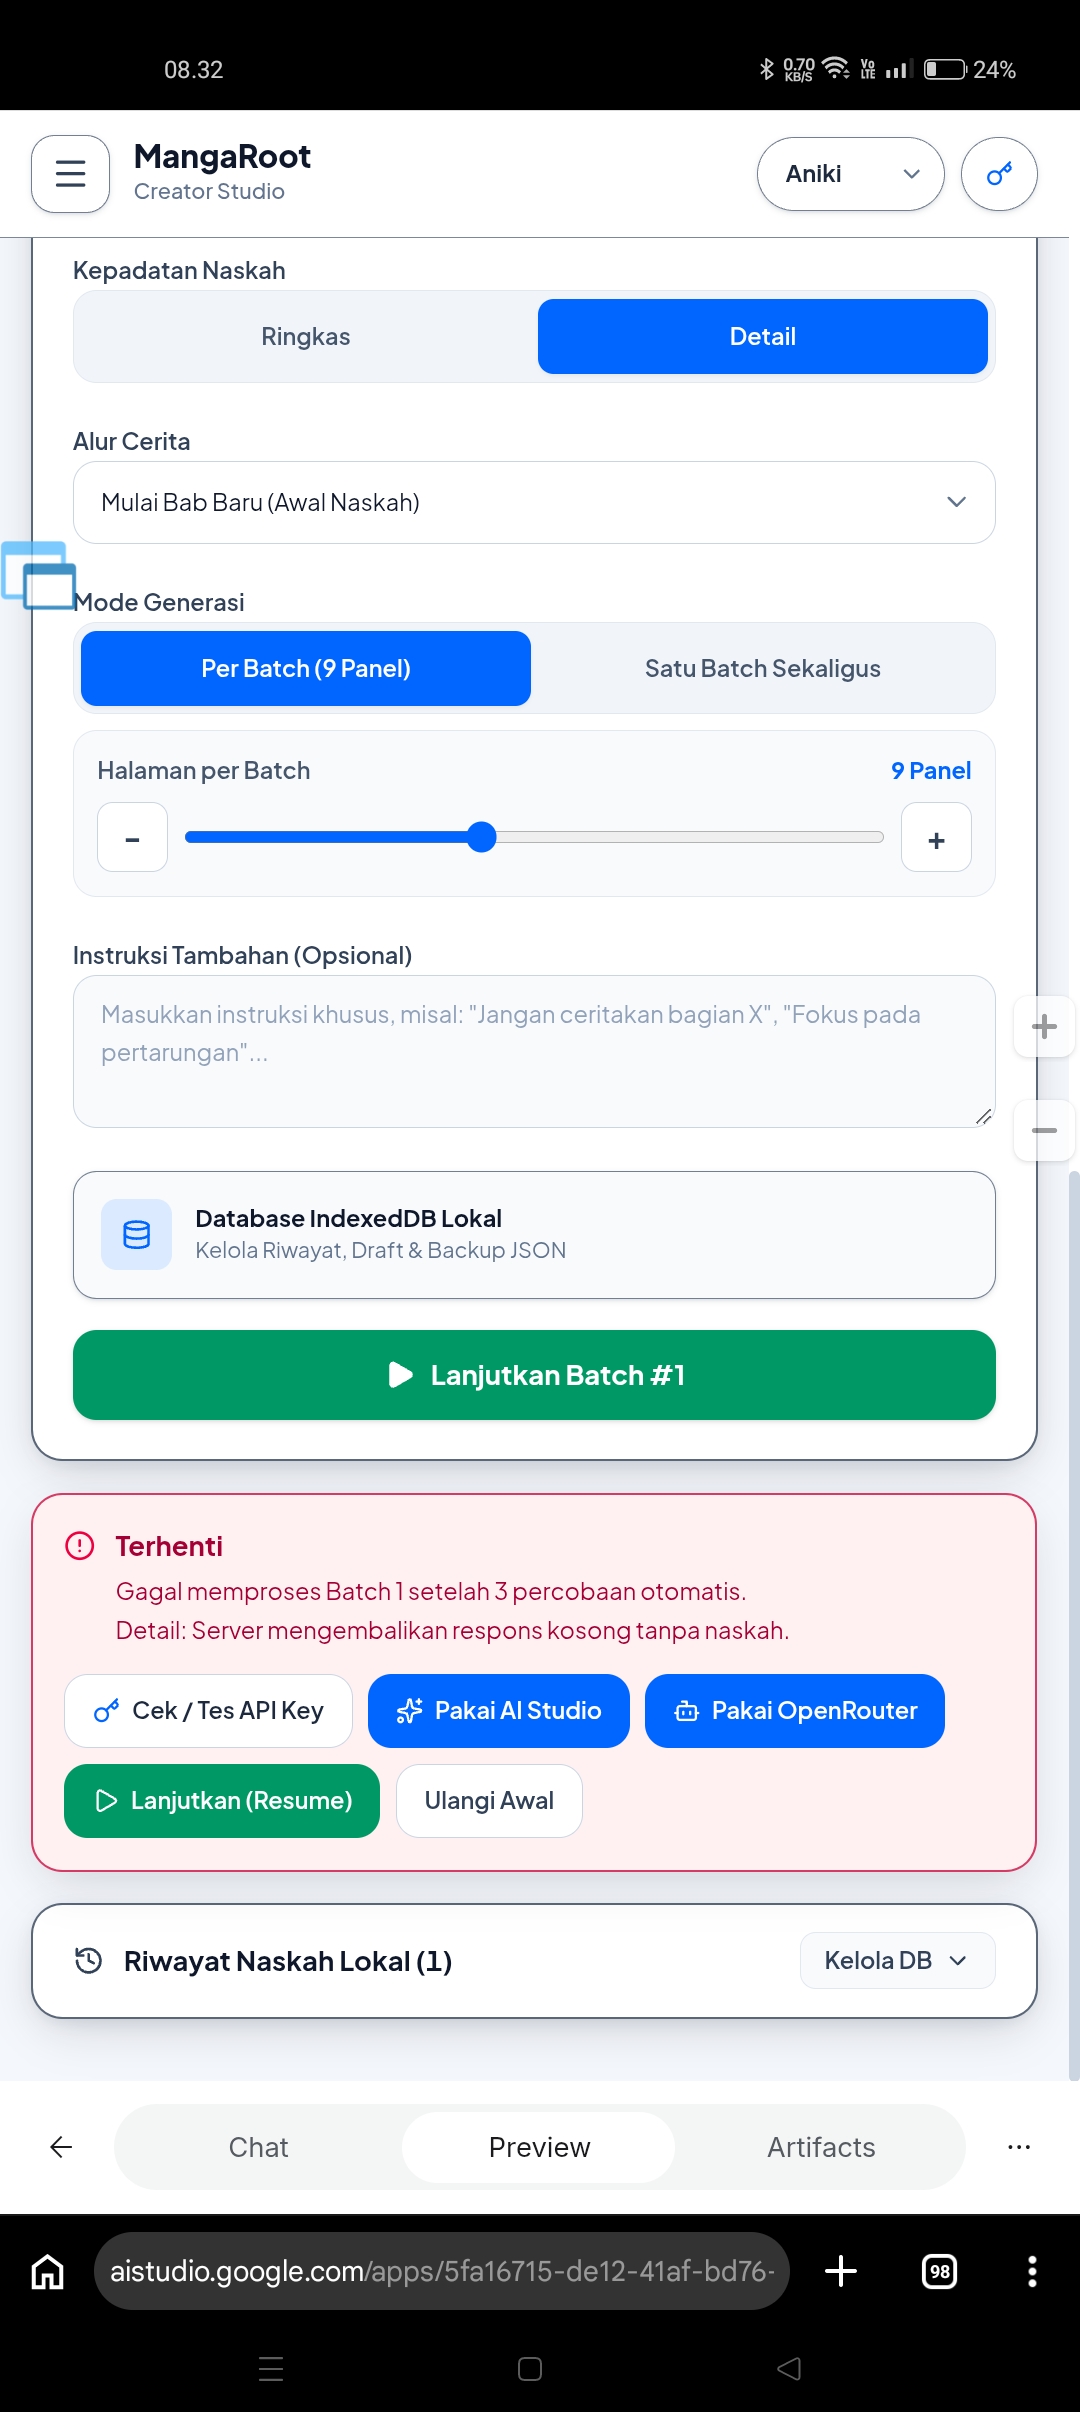 08.32
0.70 KB/S
Vo LTE
24%
MangaRoot
Creator Studio
Aniki
Kepadatan Naskah
Ringkas
Detail
Alur Cerita
Mulai Bab Baru (Awal Naskah)
Mode Generasi
Per Batch (9 Panel)
Satu Batch Sekaligus
Halaman per Batch
9 Panel
-
+
Instruksi Tambahan (Opsional)
Masukkan instruksi khusus, misal: "Jangan ceritakan bagian X", "Fokus pada
pertarungan"...
Database IndexedDB Lokal
Kelola Riwayat, Draft & Backup JSON
Lanjutkan Batch #1
Terhenti
Gagal memproses Batch 1 setelah 3 percobaan otomatis.
Detail: Server mengembalikan respons kosong tanpa naskah.
Cek / Tes API Key
Pakai AI Studio
Pakai OpenRouter
Lanjutkan (Resume)
Ulangi Awal
Riwayat Naskah Lokal (1)
Kelola DB
Chat
Preview
Artifacts
aistudio.google.com/apps/5fa16715-de12-41af-bd76-
98